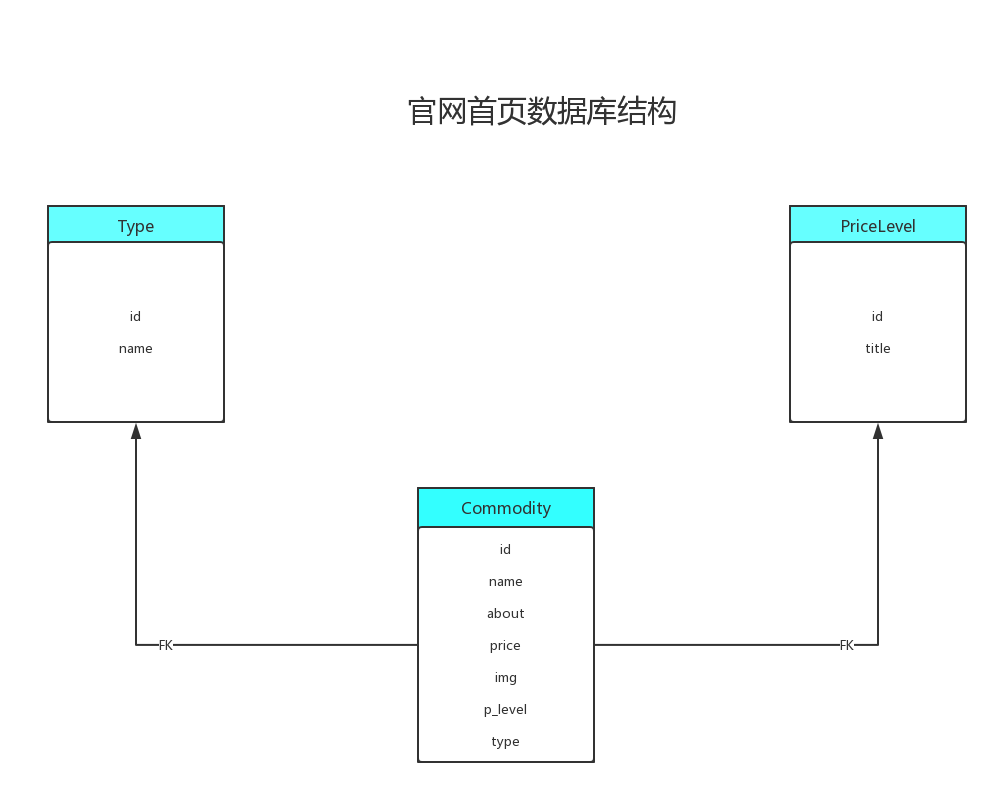 官网首页数据库结构
Type
id
name
PriceLevel
id
title
Commodity
id
name
about
price
img
p_level
type
FK
FK